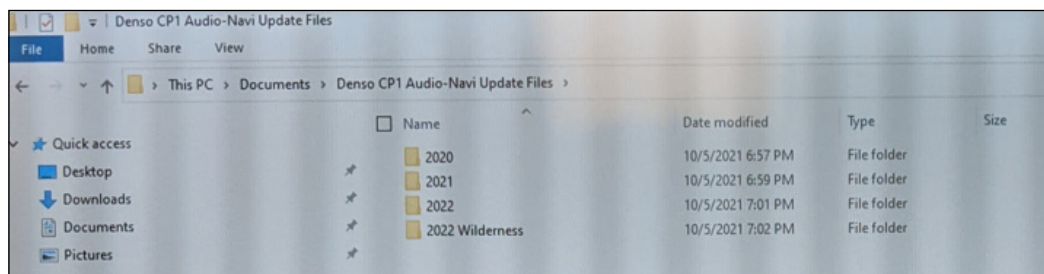 Denso CP1 Audio-Navi Update Files
File Home Share View
This PC > Documents > Denso CP1 Audio-Navi Update Files >
Name Date modified Type Size
Quick access
Desktop
Downloads
Documents
Pictures
2020 10/5/2021 6:57 PM File folder
2021 10/5/2021 6:59 PM File folder
2022 10/5/2021 7:01 PM File folder
2022 Wilderness 10/5/2021 7:02 PM File folder